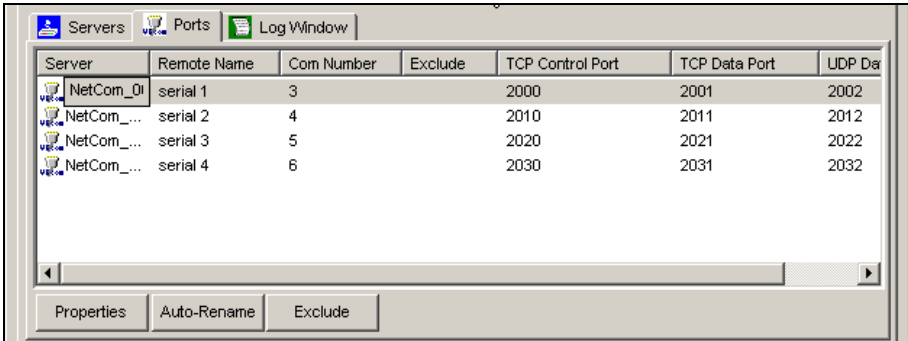 Servers Ports Log Window
Server Remote Name Com Number Exclude TCP Control Port TCP Data Port UDP Da
NetCom_0 serial 1 3 2000 2001 2002
NetCom_... serial 2 4 2010 2011 2012
NetCom_... serial 3 5 2020 2021 2022
NetCom_... serial 4 6 2030 2031 2032
Properties Auto-Rename Exclude